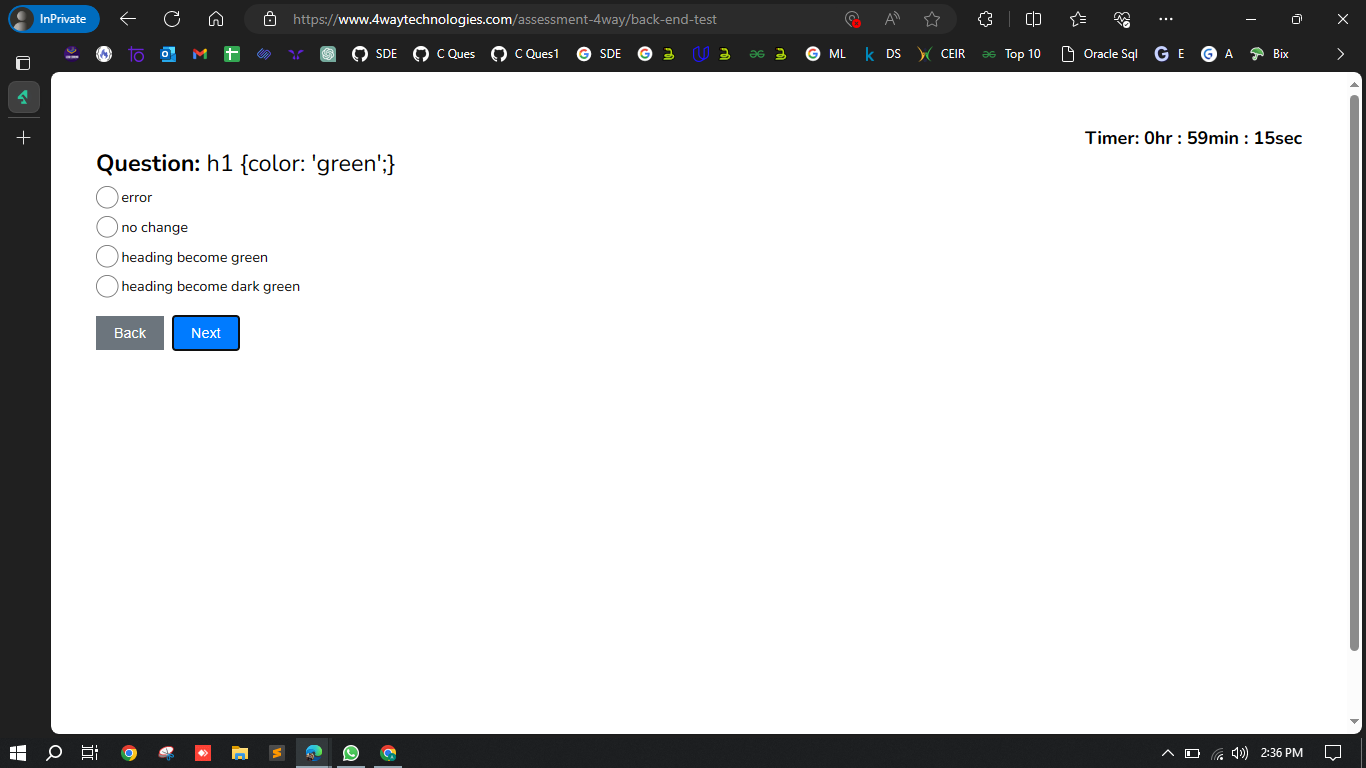 InPrivate
https://www.4waytechnologies.com/assessment-4way/back-end-test
SDE
C Ques
C Ques1
SDE
ML
DS
CEIR
Top 10
Oracle Sql
E
A
Bix
Timer: 0hr : 59min : 15sec
Question: h1 {color: 'green';}
error
no change
heading become green
heading become dark green
Back
Next
2:36 PM